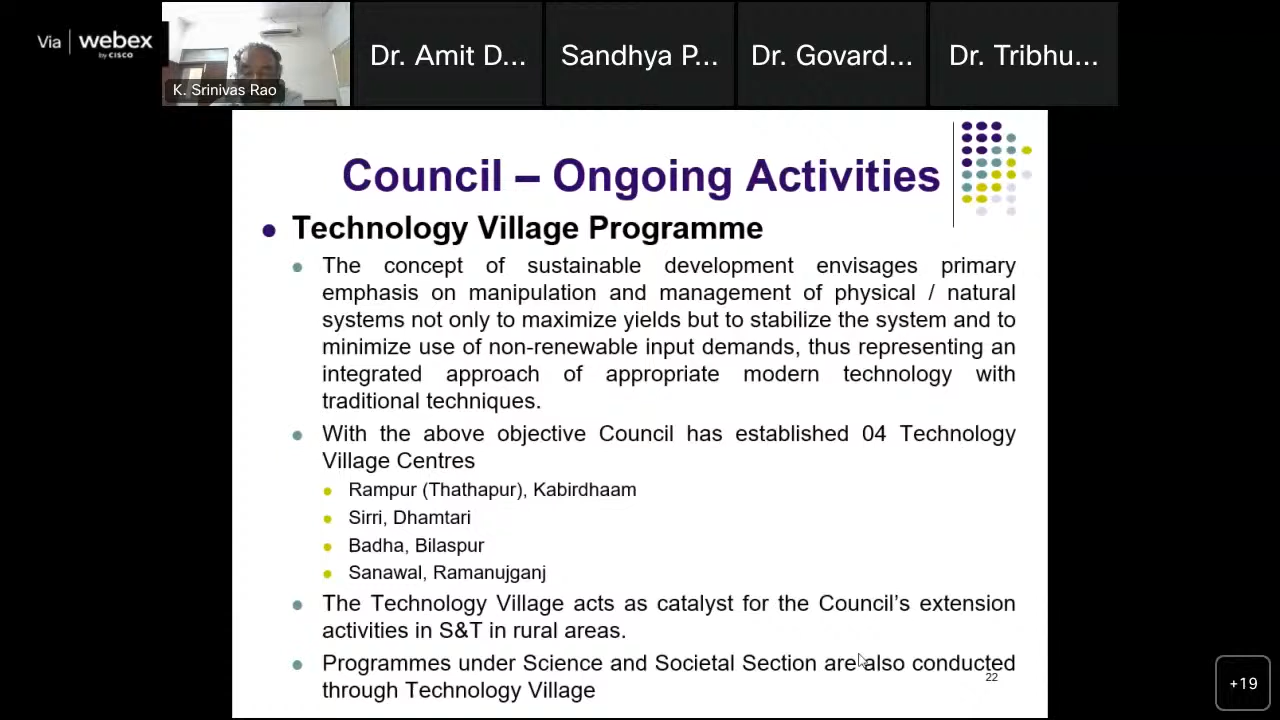 Via | webex
by CISCO
K. Srinivas Rao
Dr. Amit D...
Sandhya P...
Dr. Govard...
Dr. Tribhu...
Council – Ongoing Activities
Technology Village Programme
The concept of sustainable development envisages primary
emphasis on manipulation and management of physical / natural
systems not only to maximize yields but to stabilize the system and to
minimize use of non-renewable input demands, thus representing an
integrated approach of appropriate modern technology with
traditional techniques.
With the above objective Council has established 04 Technology
Village Centres
Rampur (Thathapur), Kabirdhaam
Sirri, Dhamtari
Badha, Bilaspur
Sanawal, Ramanujganj
The Technology Village acts as catalyst for the Council’s extension
activities in S&T in rural areas.
Programmes under Science and Societal Section are also conducted
through Technology Village
22
+19